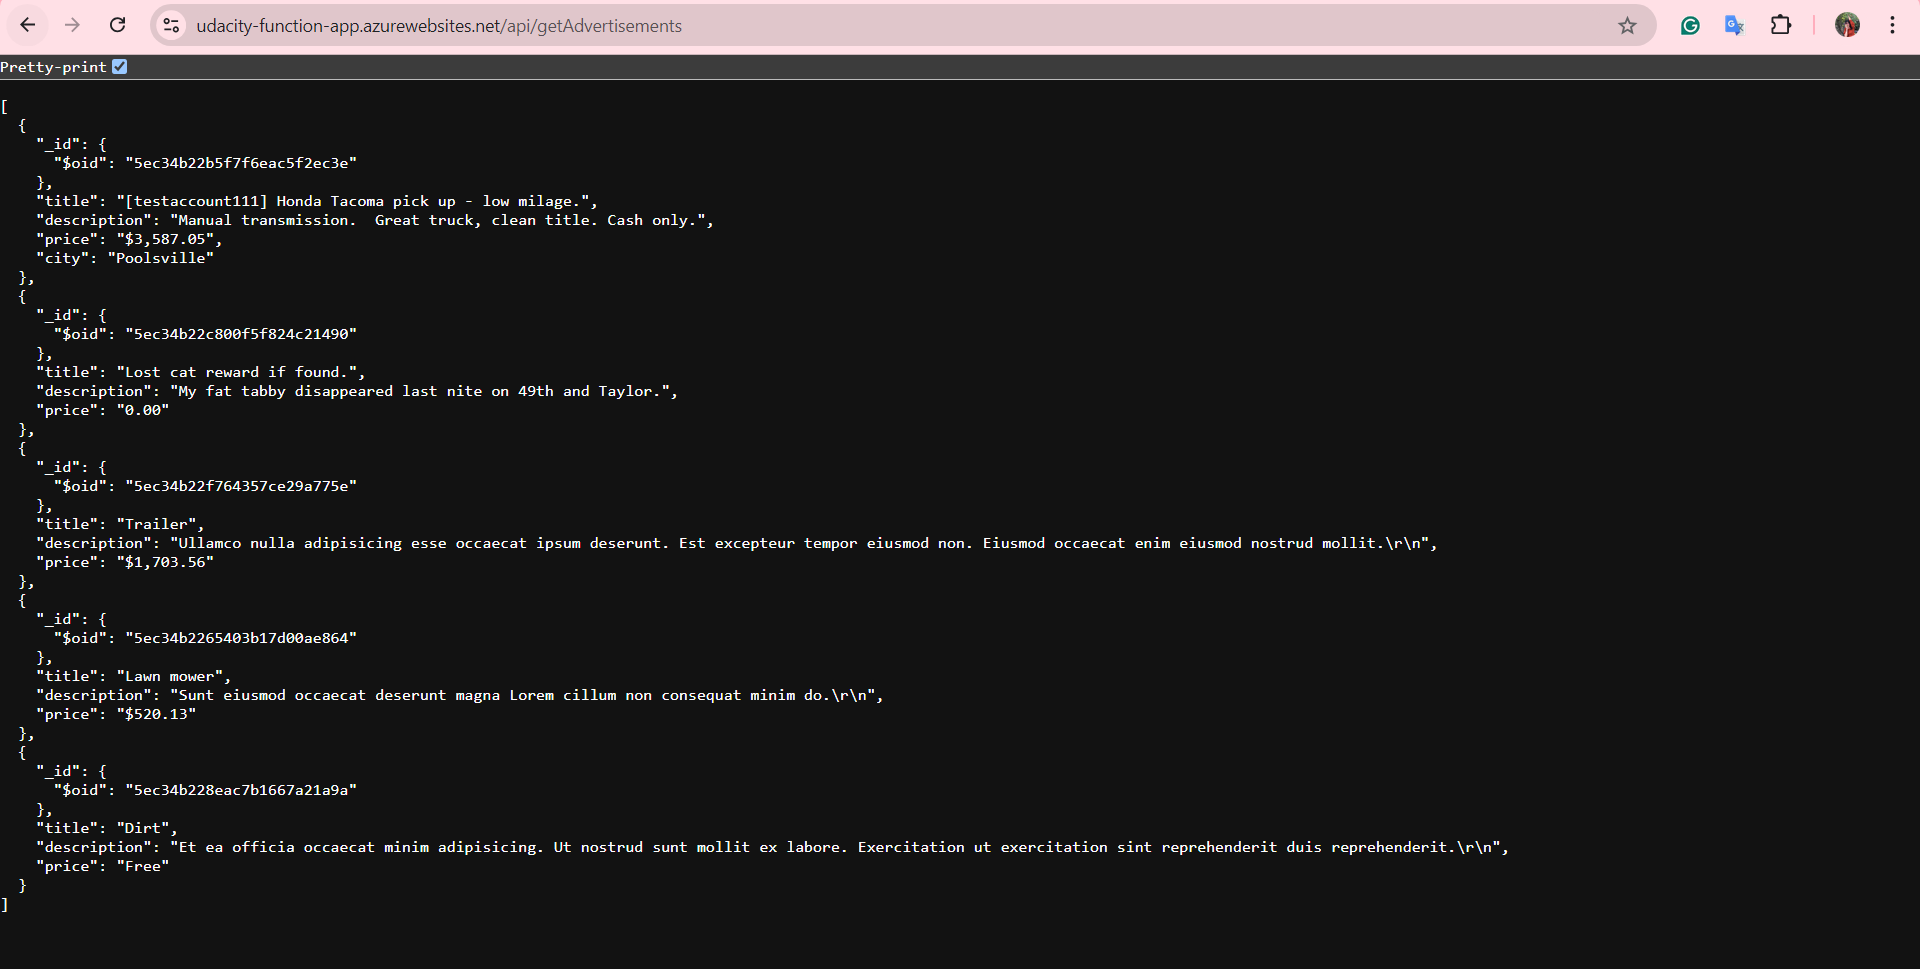 udacity-function-app.azurewebsites.net/api/getAdvertisements
Pretty-print
[
  {
    "_id": {
      "$oid": "5ec34b22b5f7f6eac5f2ec3e"
    },
    "title": "[testaccount111] Honda Tacoma pick up - low milage.",
    "description": "Manual transmission.  Great truck, clean title. Cash only.",
    "price": "$3,587.05",
    "city": "Poolsville"
  },
  {
    "_id": {
      "$oid": "5ec34b22c800f5f824c21490"
    },
    "title": "Lost cat reward if found.",
    "description": "My fat tabby disappeared last nite on 49th and Taylor.",
    "price": "0.00"
  },
  {
    "_id": {
      "$oid": "5ec34b22f764357ce29a775e"
    },
    "title": "Trailer",
    "description": "Ullamco nulla adipisicing esse occaecat ipsum deserunt. Est excepteur tempor eiusmod non. Eiusmod occaecat enim eiusmod nostrud mollit.\r\n",
    "price": "$1,703.56"
  },
  {
    "_id": {
      "$oid": "5ec34b2265403b17d00ae864"
    },
    "title": "Lawn mower",
    "description": "Sunt eiusmod occaecat deserunt magna Lorem cillum non consequat minim do.\r\n",
    "price": "$520.13"
  },
  {
    "_id": {
      "$oid": "5ec34b228eac7b1667a21a9a"
    },
    "title": "Dirt",
    "description": "Et ea officia occaecat minim adipisicing. Ut nostrud sunt mollit ex labore. Exercitation ut exercitation sint reprehenderit duis reprehenderit.\r\n",
    "price": "Free"
  }
]